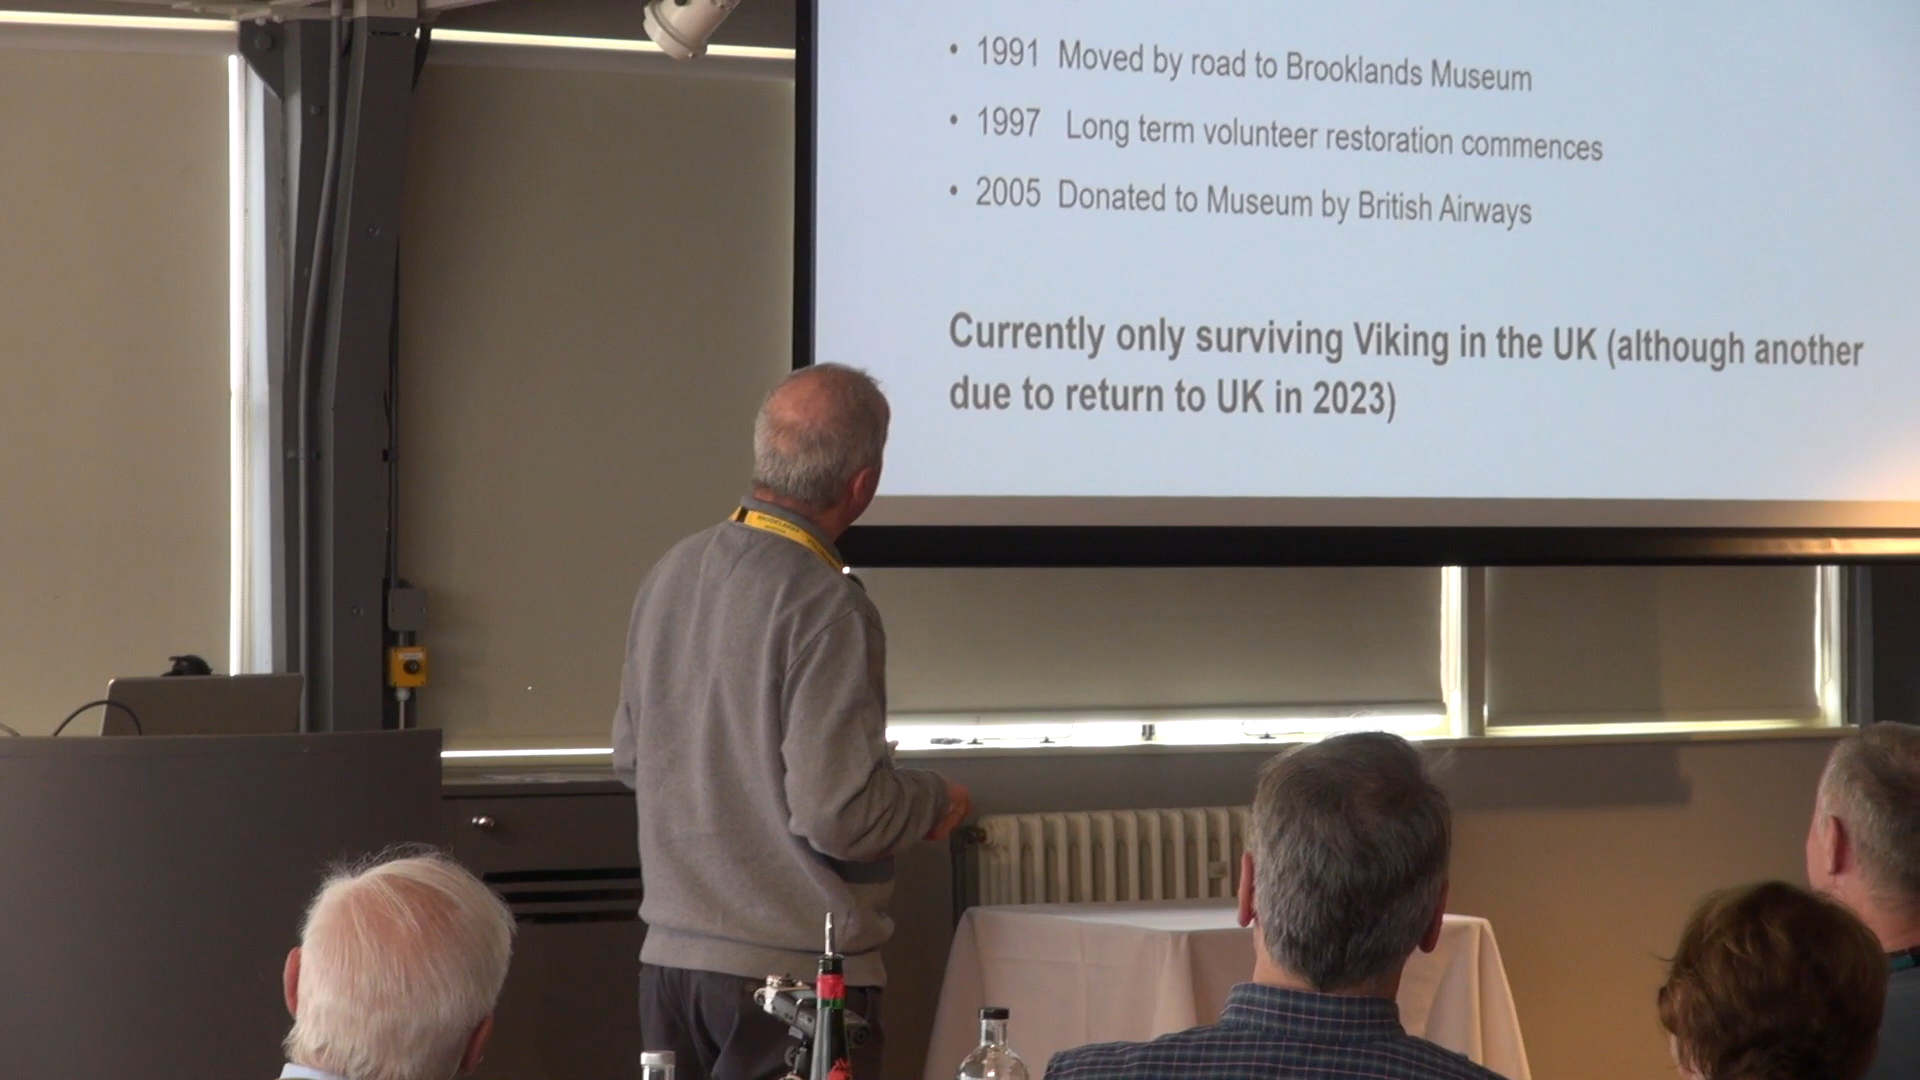 • 1991 Moved by road to Brooklands Museum
• 1997 Long term volunteer restoration commences
• 2005 Donated to Museum by British Airways
Currently only surviving Viking in the UK (although another
due to return to UK in 2023)
BROOKLANDS